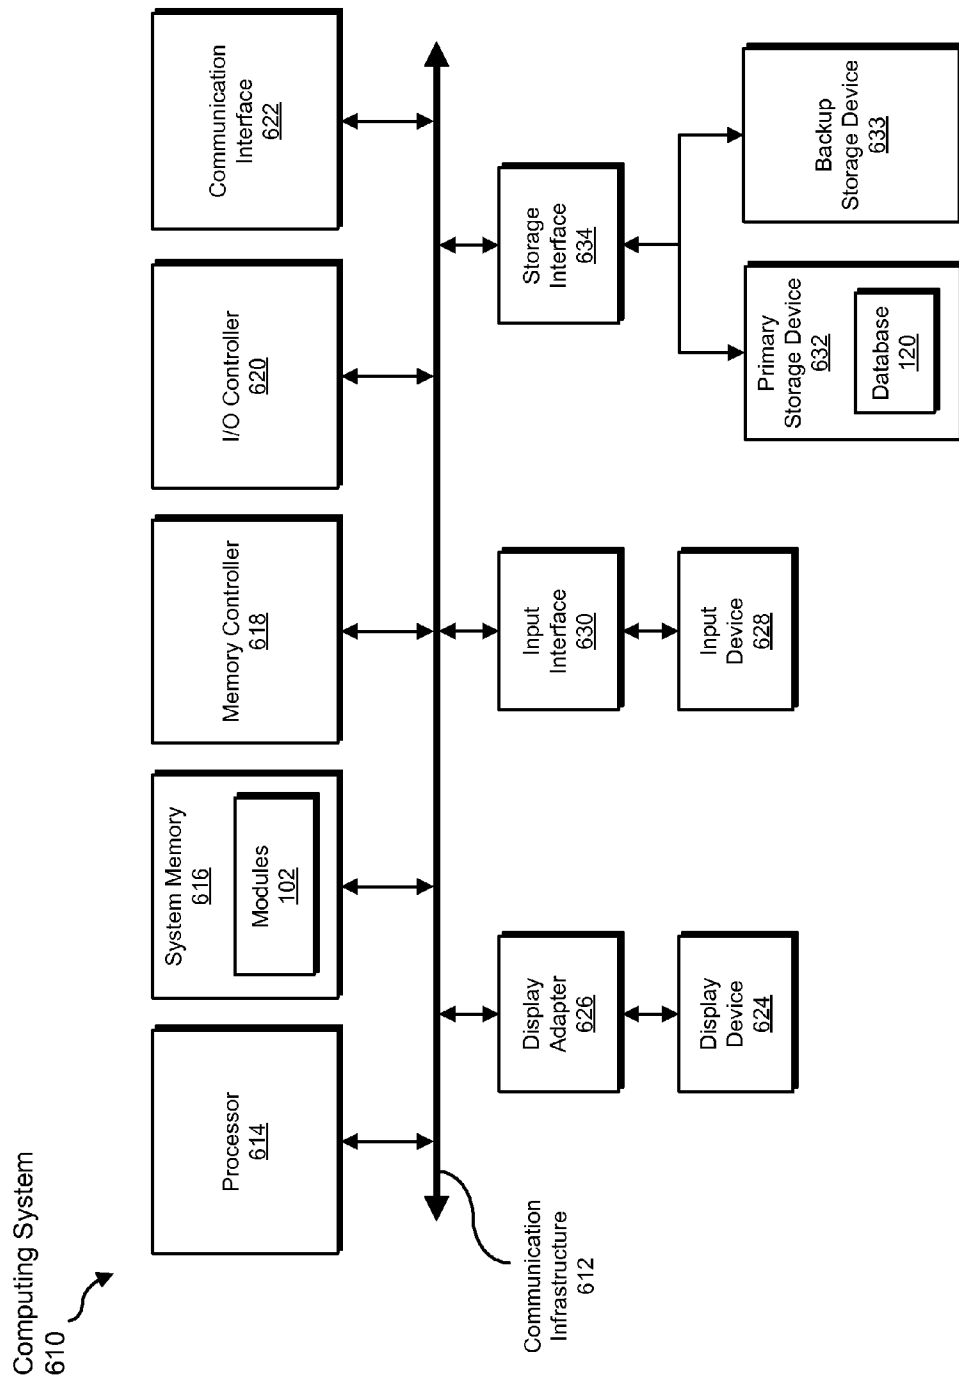 Computing System
610
Processor
614
System Memory
616
Modules
102
Memory Controller
618
I/O Controller
620
Communication
Interface
622
Communication
Infrastructure
612
Display
Adapter
626
Input
Interface
630
Storage
Interface
634
Display
Device
624
Input
Device
628
Primary
Storage Device
632
Database
120
Backup
Storage Device
633